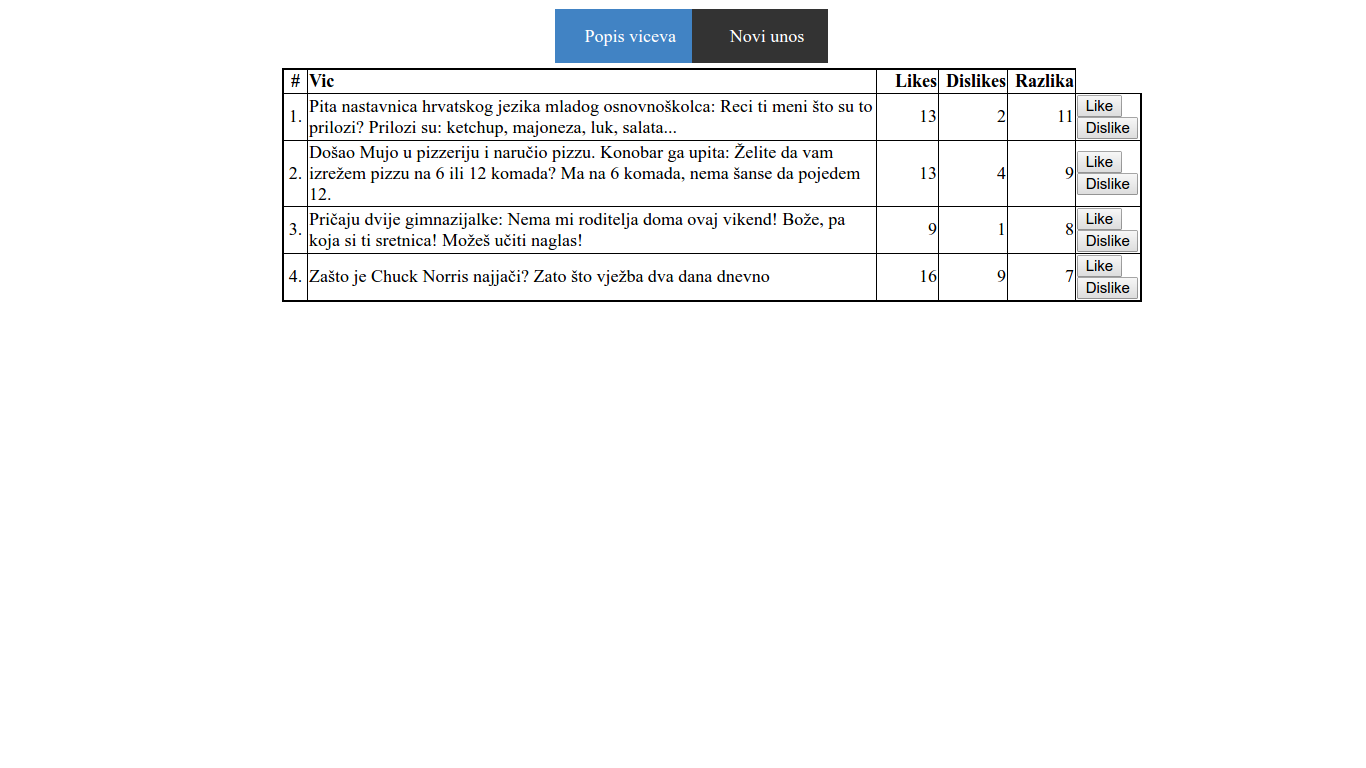 Popis viceva Novi unos
# Vic Likes Dislikes Razlika
1. Pita nastavnica hrvatskog jezika mladog osnovnoškolca: Reci ti meni što su to
prilozi? Prilozi su: ketchup, majoneza, luk, salata... 13 2 11 Like
Dislike
2. Došao Mujo u pizzeriju i naručio pizzu. Konobar ga upita: Želite da vam
izrežem pizzu na 6 ili 12 komada? Ma na 6 komada, nema šanse da pojedem
12. 13 4 9 Like
Dislike
3. Pričaju dvije gimnazijalke: Nema mi roditelja doma ovaj vikend! Bože, pa
koja si ti sretnica! Možeš učiti naglas! 9 1 8 Like
Dislike
4. Zašto je Chuck Norris najjači? Zato što vježba dva dana dnevno 16 9 7 Like
Dislike